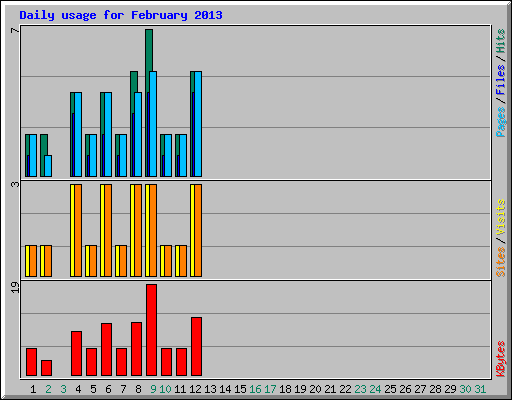 Daily usage for February 2013
7
Pages / Files / Hits
3
Sites / Visits
19
KBytes
1 2 3 4 5 6 7 8 9 10 11 12 13 14 15 16 17 18 19 20 21 22 23 24 25 26 27 28 29 30 31